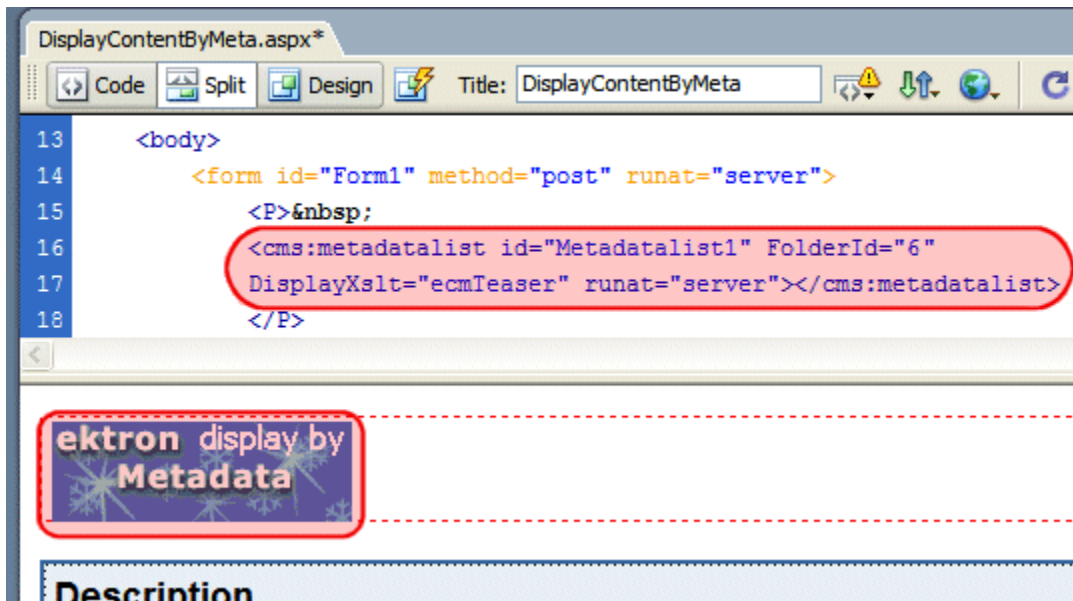 DisplayContentByMeta.aspx*
Code Split Design Title: DisplayContentByMeta
13 <body>
14 <form id="Form1" method="post" runat="server">
15 <P>&nbsp;
16 <cms:metadatalist id="Metadatalist1" FolderId="6"
17 DisplayXslt="ecmTeaser" runat="server"></cms:metadatalist>
18 </P>
ektron display by
Metadata
Description